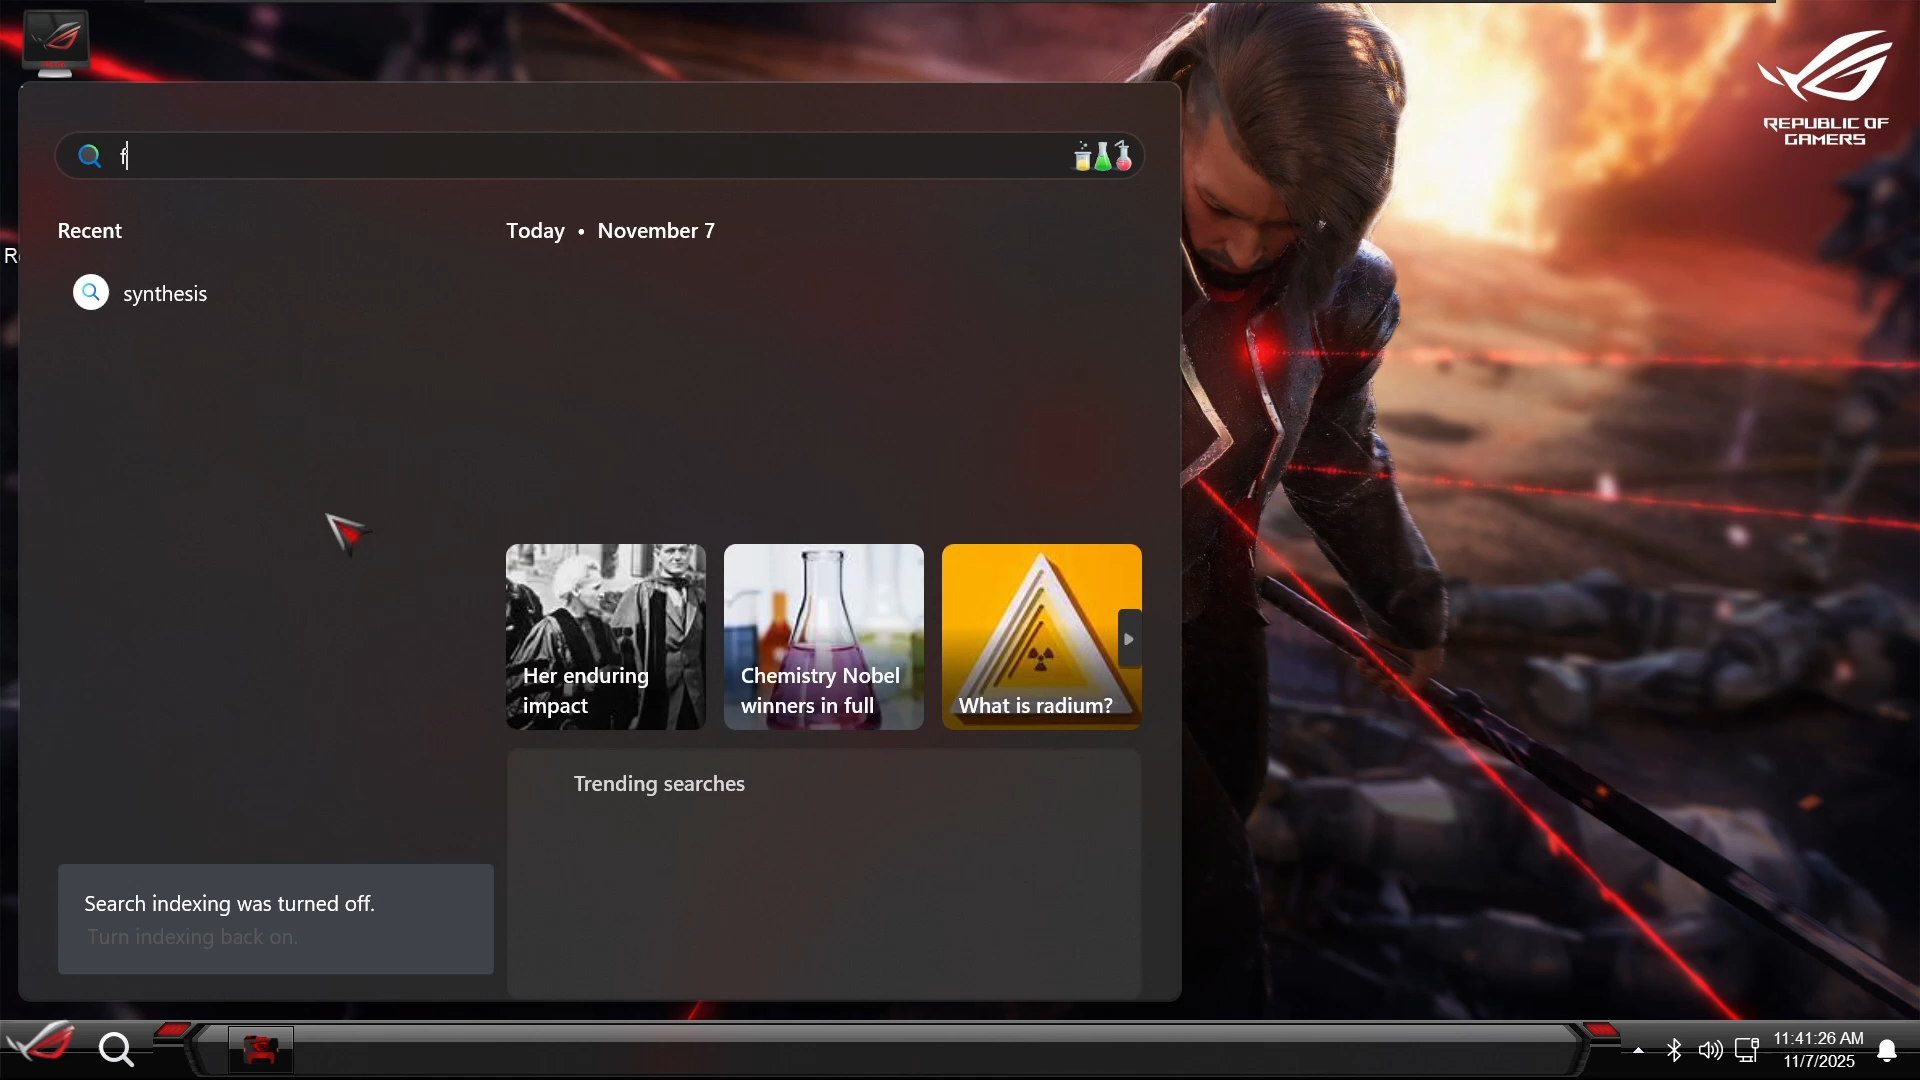 REPUBLIC OF
GAMERS
f
Recent
Today • November 7
synthesis
Her enduring
impact
Chemistry Nobel
winners in full
What is radium?
Trending searches
Search indexing was turned off.
Turn indexing back on.
11:41:26 AM
11/7/2025